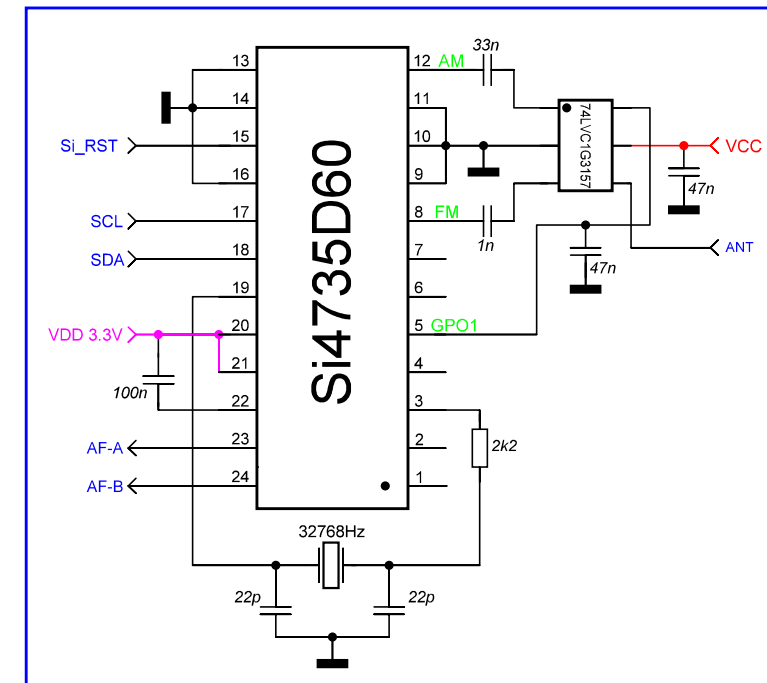 33n
13
12 AM
14
11
74LVC1G3157
Si_RST
15
10
VCC
16
9
47n
SCL
17
8 FM
1n
ANT
SDA
18
7
47n
19
6
VDD 3.3V
20
5 GPO1
21
4
100n
22
3
AF-A
23
2
2k2
AF-B
24
1
Si4735D60
32768Hz
22p
22p